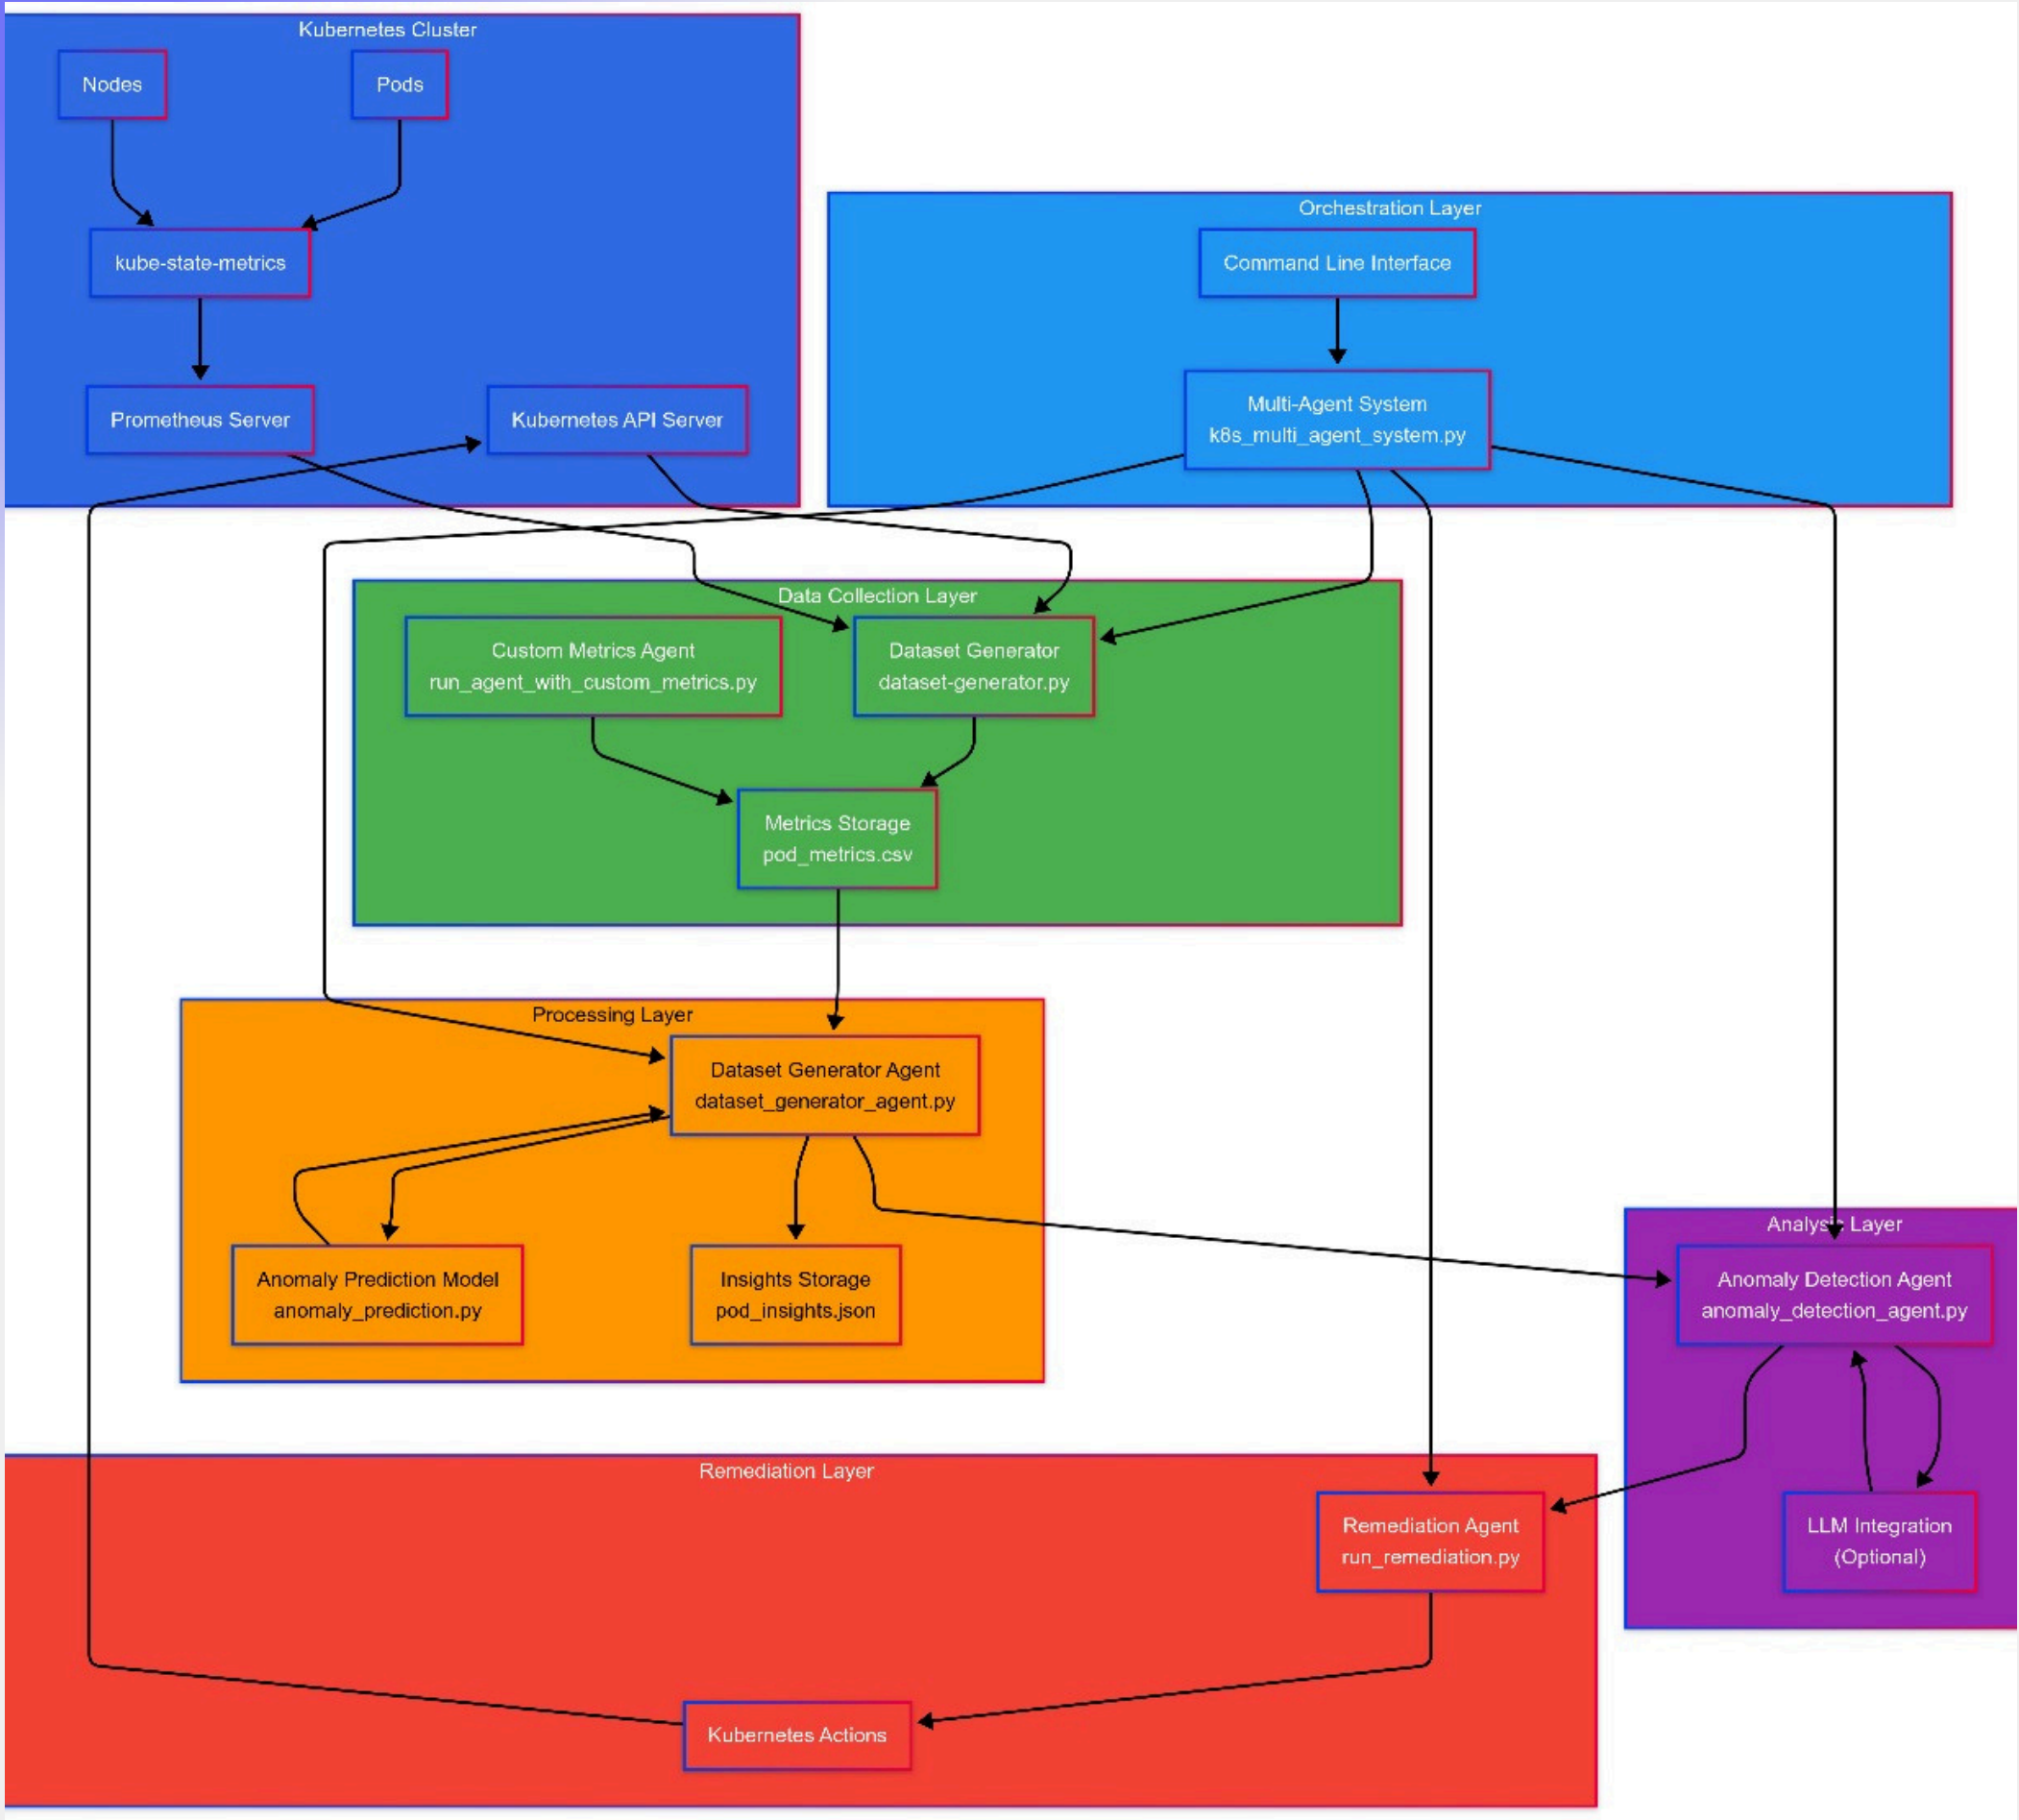 Kubernetes Cluster
Nodes
Pods
kube-state-metrics
Prometheus Server
Kubernetes API Server
Orchestration Layer
Command Line Interface
Multi-Agent System
k8s_multi_agent_system.py
Data Collection Layer
Custom Metrics Agent
run_agent_with_custom_metrics.py
Dataset Generator
dataset-generator.py
Metrics Storage
pod_metrics.csv
Processing Layer
Dataset Generator Agent
dataset_generator_agent.py
Anomaly Prediction Model
anomaly_prediction.py
Insights Storage
pod_insights.json
Analysis Layer
Anomaly Detection Agent
anomaly_detection_agent.py
LLM Integration
(Optional)
Remediation Layer
Remediation Agent
run_remediation.py
Kubernetes Actions